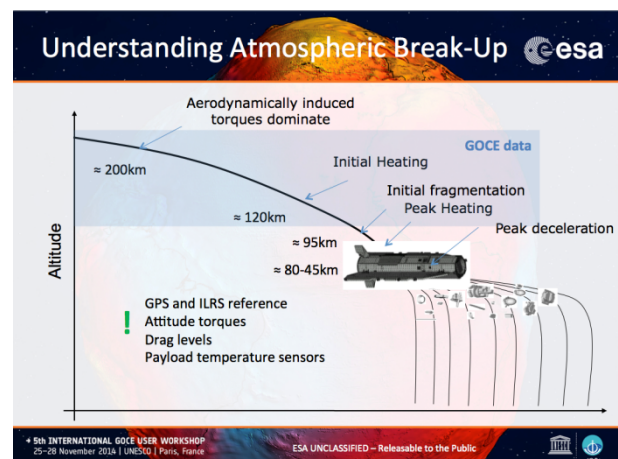 Understanding Atmospheric Break-Up
esa
Aerodynamically induced
torques dominate
GOCE data
≈ 200km
Initial Heating
Initial fragmentation
Peak Heating
≈ 120km
Peak deceleration
≈ 95km
≈ 80-45km
Altitude
! GPS and ILRS reference
Attitude torques
Drag levels
Payload temperature sensors
+ 5th INTERNATIONAL GOCE USER WORKSHOP
25–28 November 2014 | UNESCO | Paris, France
ESA UNCLASSIFIED – Releasable to the Public